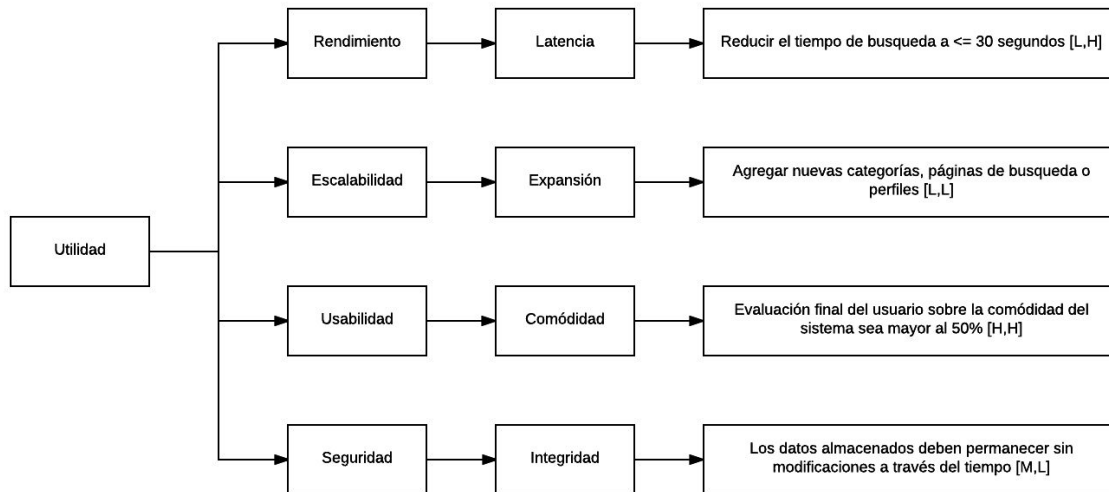 Rendimiento
Latencia
Reducir el tiempo de busqueda a <= 30 segundos [L,H]
Escalabilidad
Expansión
Agregar nuevas categorías, páginas de busqueda o
perfiles [L,L]
Utilidad
Usabilidad
Comódidad
Evaluación final del usuario sobre la comódidad del
sistema sea mayor al 50% [H,H]
Seguridad
Integridad
Los datos almacenados deben permanecer sin
modificaciones a través del tiempo [M,L]